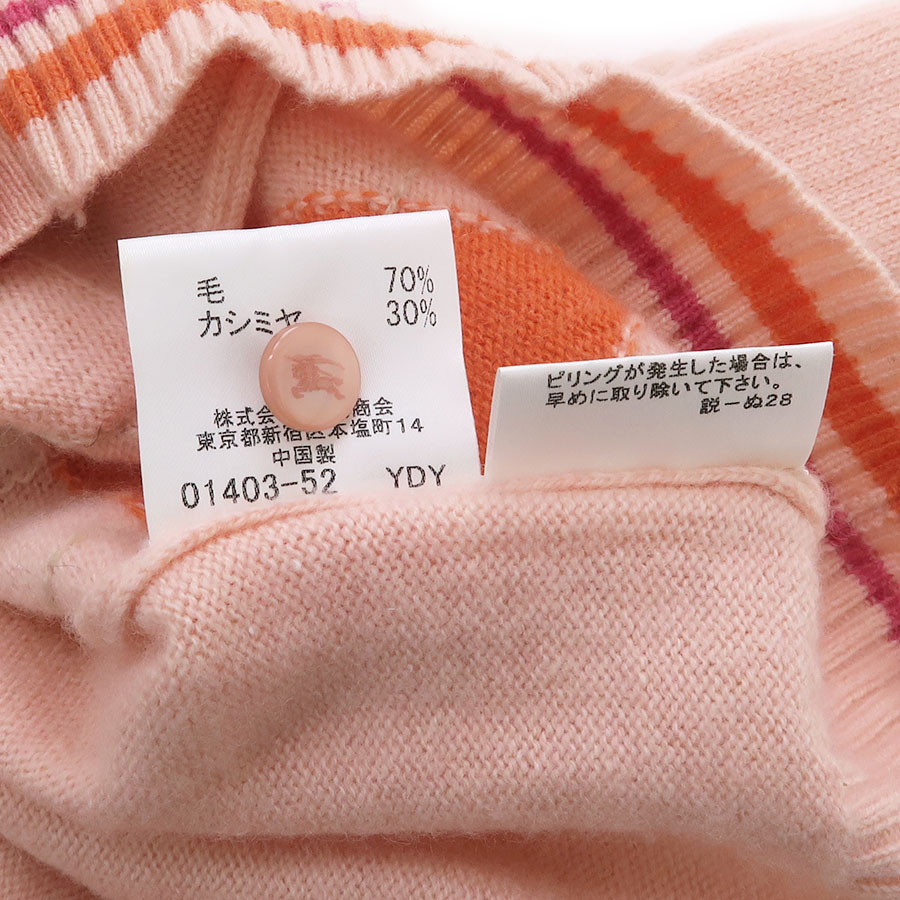 毛 70%
カシミヤ 30%
株式会 商会
東京都新宿区本塩町14
中国製
01403-52 YDY
ピリングが発生した場合は、
早めに取り除いて下さい。
説ーぬ28